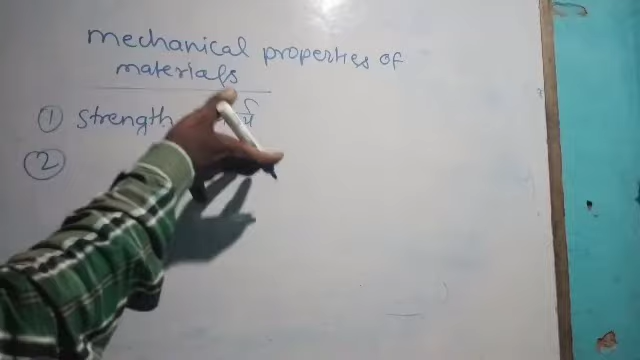 mechanical properties of
materials
① strength
②